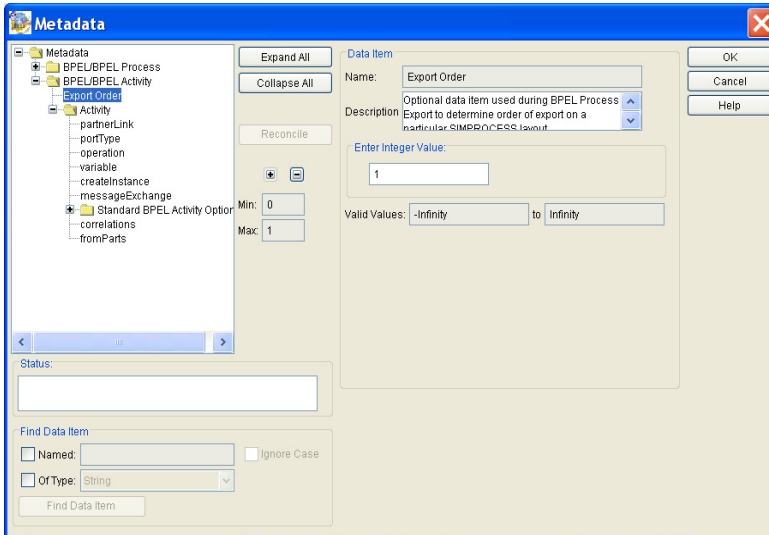 Metadata
Metadata
BPEL/BPEL Process
BPEL/BPEL Activity
Export Order
Activity
partnerLink
portType
operation
variable
createInstance
messageExchange
Standard BPEL Activity Option
correlations
fromParts
Expand All
Collapse All
Reconcile
Min: 0
Max: 1
Data Item
Name: Export Order
Description Optional data item used during BPEL Process
Export to determine order of export on a
particular SIMPROCESS layout
Enter Integer Value:
1
Valid Values: -Infinity to Infinity
OK
Cancel
Help
Status:
Find Data Item
Named: Ignore Case
Of Type: String
Find Data Item